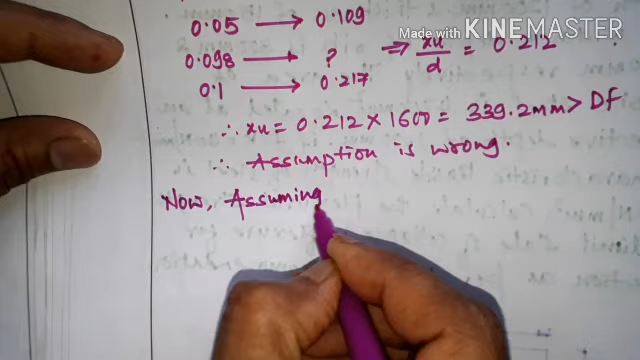 Made with KINEMASTER
0.05 → 0.109
0.098 → ? ⇒ xu/d = 0.212
0.1 → 0.217
∴ xu = 0.212 × 1600 = 339.2mm > DF
∴ Assumption is wrong.
Now, Assuming